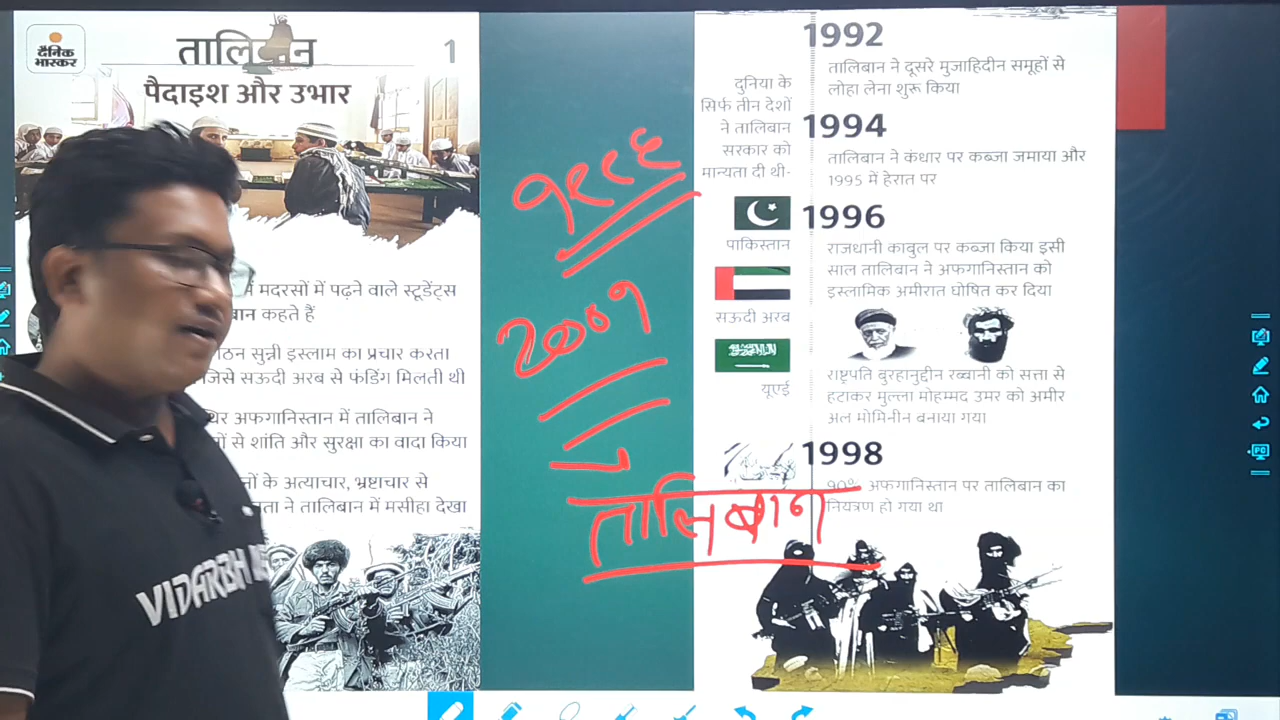 दैनिक
भास्कर
तालिबान
1
पैदाइश और उभार
में मदरसों में पढ़ने वाले स्टूडेंट्स
बान कहते हैं
गठन सुन्नी इस्लाम का प्रचार करता
जिसे सऊदी अरब से फंडिंग मिलती थी
अफगानिस्तान में तालिबान ने
से शांति और सुरक्षा का वादा किया
के अत्याचार, भ्रष्टाचार से
ने तालिबान में मसीहा देखा
VIDARBH
१९९६
2009
तालिबान
दुनिया के
सिर्फ तीन देशों
ने तालिबान
सरकार को
मान्यता दी थी-
पाकिस्तान
सऊदी अरब
यूएई
1992
तालिबान ने दूसरे मुजाहिदीन समूहों से
लोहा लेना शुरू किया
1994
तालिबान ने कंधार पर कब्जा जमाया और
1995 में हेरात पर
1996
राजधानी काबुल पर कब्जा किया इसी
साल तालिबान ने अफगानिस्तान को
इस्लामिक अमीरात घोषित कर दिया
राष्ट्रपति बुरहानुद्दीन रब्बानी को सत्ता से
हटाकर मुल्ला मोहम्मद उमर को अमीर
अल मोमिनीन बनाया गया
1998
90% अफगानिस्तान पर तालिबान का
नियत्रण हो गया था